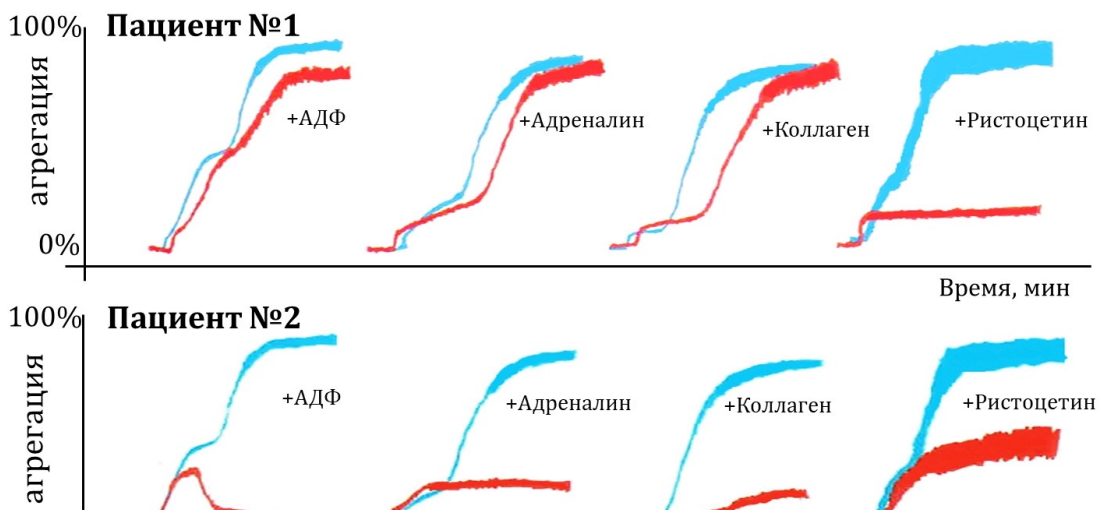 100% Пациент №1
агрегация
+АДФ
+Адреналин
+Коллаген
+Ристоцетин
0%
Время, мин
100% Пациент №2
агрегация
+АДФ
+Адреналин
+Коллаген
+Ристоцетин